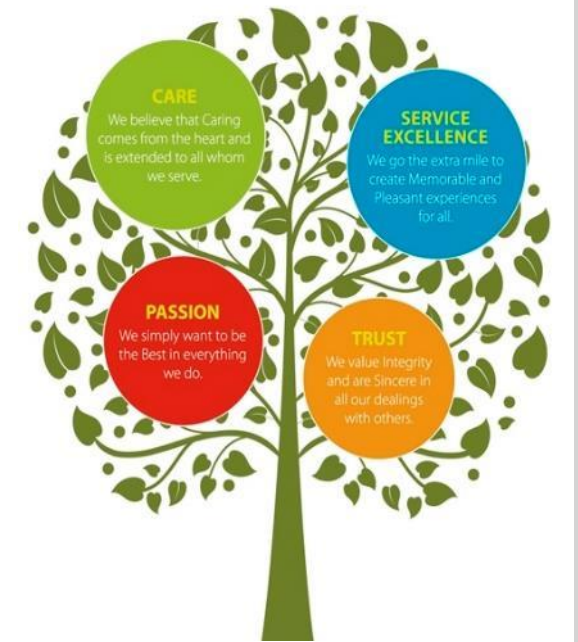 CARE
We believe that Caring
comes from the heart and
is extended to all whom
we serve.
SERVICE
EXCELLENCE
We go the extra mile to
create Memorable and
Pleasant experiences
for all.
PASSION
We simply want to be
the Best in everything
we do.
TRUST
We value Integrity
and are Sincere in
all our dealings
with others.